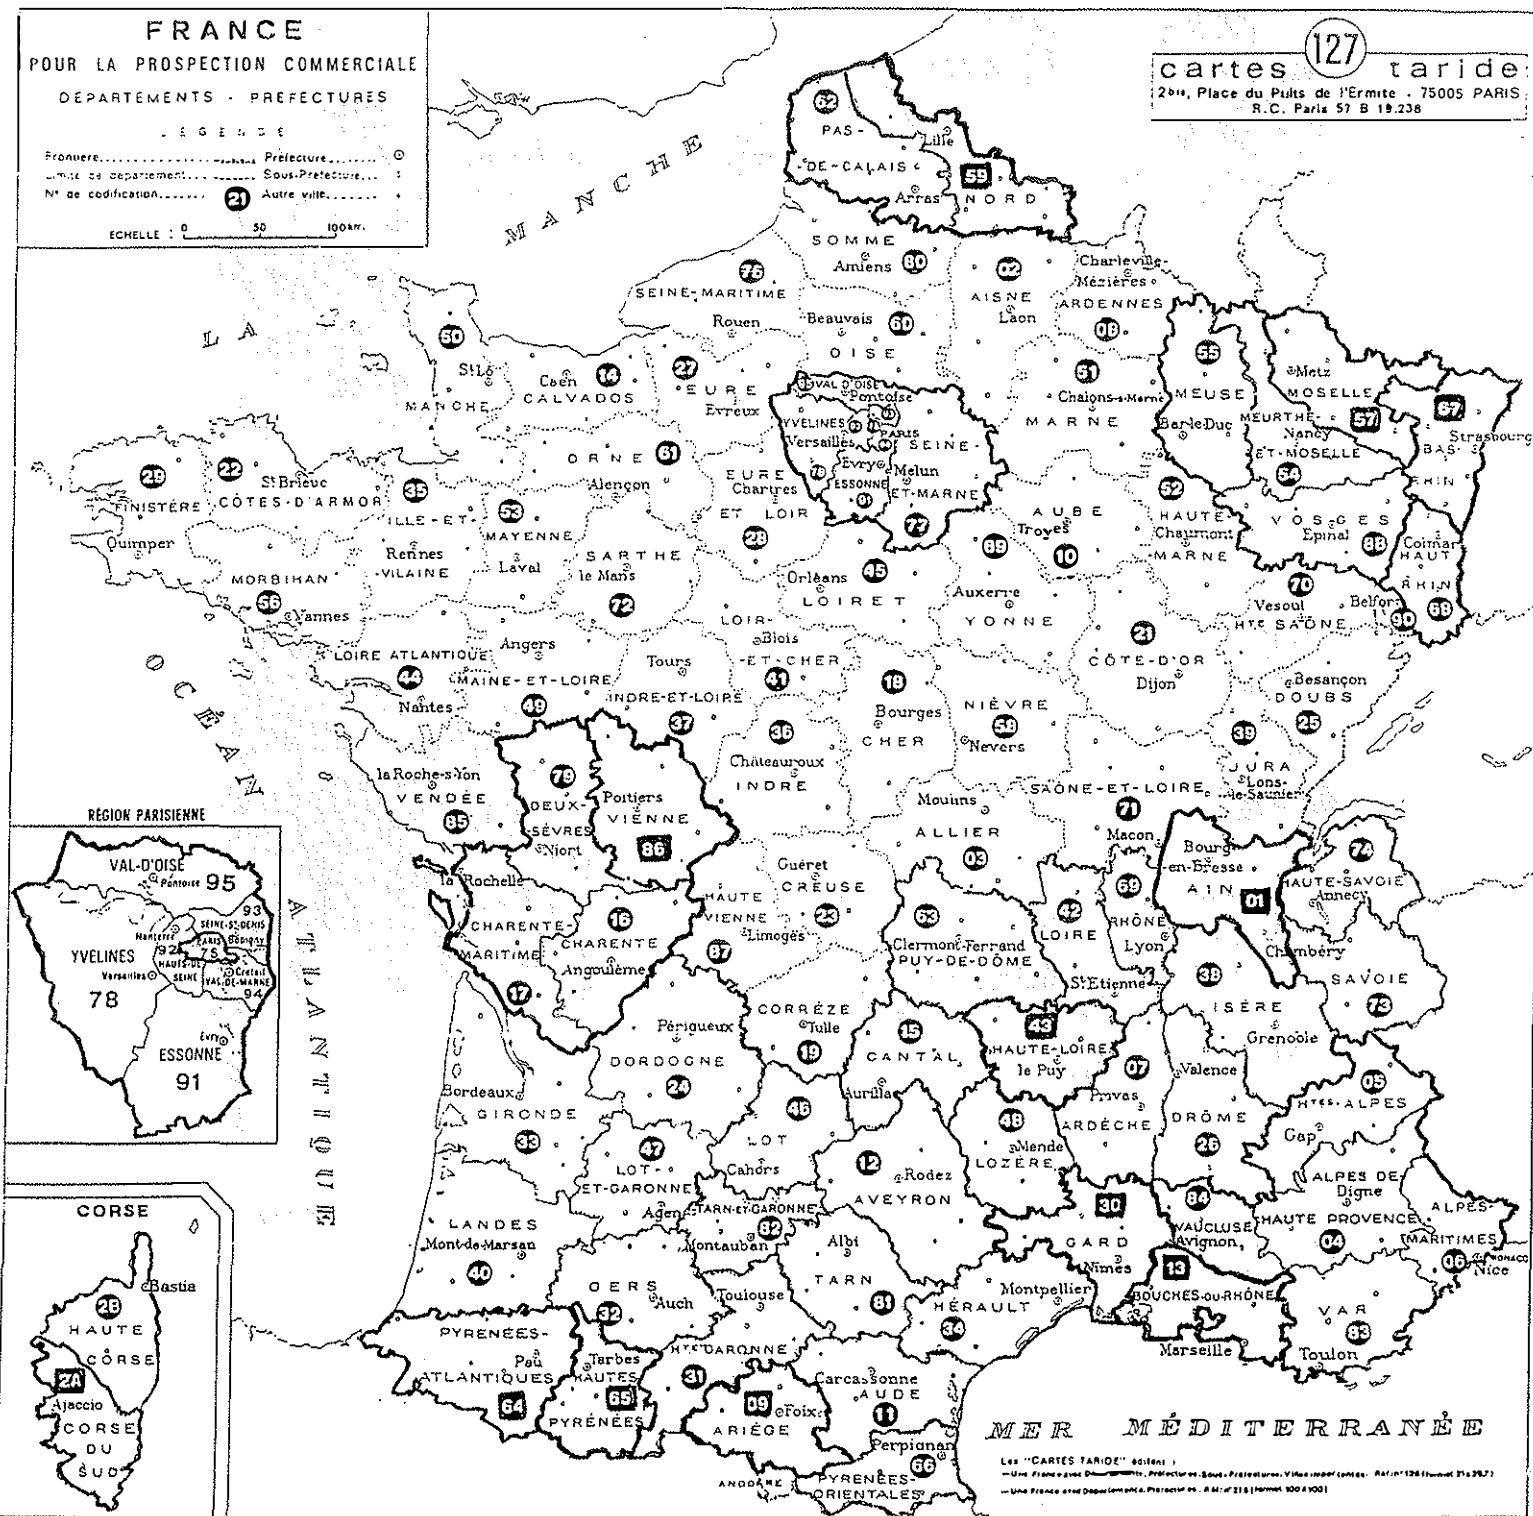 FRANCE
POUR LA PROSPECTION COMMERCIALE
DEPARTEMENTS - PREFECTURES
LEGENDE
Frontière Préfecture
Limite de département Sous-Préfecture
N° de codification 21 Autre ville
ECHELLE : 0 50 100km.
127
cartes taride
2bis, Place du Puits de l'Ermite - 75005 PARIS
R.C. Paris 57 B 19.238
LA MANCHE
OCÉAN ATLANTIQUE
MER MÉDITERRANÉE
62
PAS-
DE-CALAIS
Arras
Lille
59
NORD
SOMME
Amiens 80
76
SEINE-MARITIME
Rouen
02
AISNE
Laon
Charleville-
Mézières
ARDENNES
08
Beauvais 60
OISE
50
St Lô
MANCHE
Caen 14
CALVADOS
27
EURE
Evreux
VAL D'OISE
Pontoise
YVELINES
Versailles
PARIS
78
Evry
ESSONNE
91
SEINE-
Melun
ET-MARNE
77
51
Chalons-s-Marne
MARNE
55
MEUSE
Bar-le-Duc
Metz
MOSELLE
57
MEURTHE-
Nancy
ET-MOSELLE
54
67
Strasbourg
BAS-
RHIN
29
FINISTÈRE
Quimper
22
St Brieuc
CÔTES-D'ARMOR
35
ILLE-ET-
Rennes
-VILAINE
53
MAYENNE
Laval
ORNE 61
Alençon
SARTHE
le Mans
72
EURE
Chartres
ET LOIR
28
AUBE
Troyes
10
52
HAUTE-
Chaumont
MARNE
VOSGES
Epinal 88
Colmar
HAUT
RHIN
68
MORBIHAN
56
Vannes
Orléans 45
LOIRET
89
Auxerre
YONNE
70
Vesoul
Hte SAÔNE
Belfort
90
LOIRE ATLANTIQUE
44
Nantes
Angers
MAINE-ET-LOIRE
49
Tours
INDRE-ET-LOIRE
37
LOIR-
Blois
-ET-CHER
41
18
Bourges
CHER
NIÈVRE
58
Nevers
21
CÔTE-D'OR
Dijon
Besançon
DOUBS
25
39
JURA
Lons-
le-Saunier
la Roche-s-Yon
VENDÉE
85
79
DEUX-
SÈVRES
Niort
Poitiers
VIENNE
86
36
Châteauroux
INDRE
Moulins
ALLIER
03
SAÔNE-ET-LOIRE
71
Macon
Bourg-
en-Bresse
AIN
01
74
HAUTE-SAVOIE
Annecy
la Rochelle
CHARENTE-
MARITIME
17
16
CHARENTE
Angoulême
HAUTE
VIENNE
Limoges
87
Guéret
CREUSE
23
63
Clermont-Ferrand
PUY-DE-DÔME
42
LOIRE
St Etienne
69
RHÔNE
Lyon
38
ISÈRE
Grenoble
Chambéry
SAVOIE
73
Bordeaux
GIRONDE
33
Périgueux
DORDOGNE
24
CORRÈZE
Tulle
19
15
CANTAL
Aurillac
43
HAUTE-LOIRE
le Puy
07
Privas
ARDÈCHE
Valence
DRÔME
26
05
Htes-ALPES
Gap
47
LOT-
ET-GARONNE
Agen
46
LOT
Cahors
12
Rodez
AVEYRON
48
Mende
LOZÈRE
30
GARD
Nîmes
84
VAUCLUSE
Avignon
ALPES DE
Digne
HAUTE PROVENCE
04
ALPES-
MARITIMES
06
MONACO
Nice
LANDES
Mont-de-Marsan
40
GERS
32 Auch
TARN-ET-GARONNE
82
Montauban
Albi
TARN
81
Toulouse
Hte GARONNE
31
HÉRAULT
34
Montpellier
13
BOUCHES-DU-RHÔNE
Marseille
VAR
83
Toulon
PYRENÉES-
Pau
ATLANTIQUES
64
Tarbes
HAUTES
65
PYRÉNÉES
09
Foix
ARIÈGE
Carcassonne
AUDE
11
Perpignan
66
PYRENÉES-
ORIENTALES
ANDORRE
RÉGION PARISIENNE
VAL-D'OISE
Pontoise 95
YVELINES
Versailles
78
Nanterre
92
HAUTS-DE
SEINE
93
SEINE-ST-DENIS
Bobigny
PARIS
75
Créteil
VAL-DE-MARNE
94
Evry
ESSONNE
91
CORSE
Bastia
2B
HAUTE
CORSE
2A
Ajaccio
CORSE
DU
SUD
Les "CARTES TARIDE" éditent :